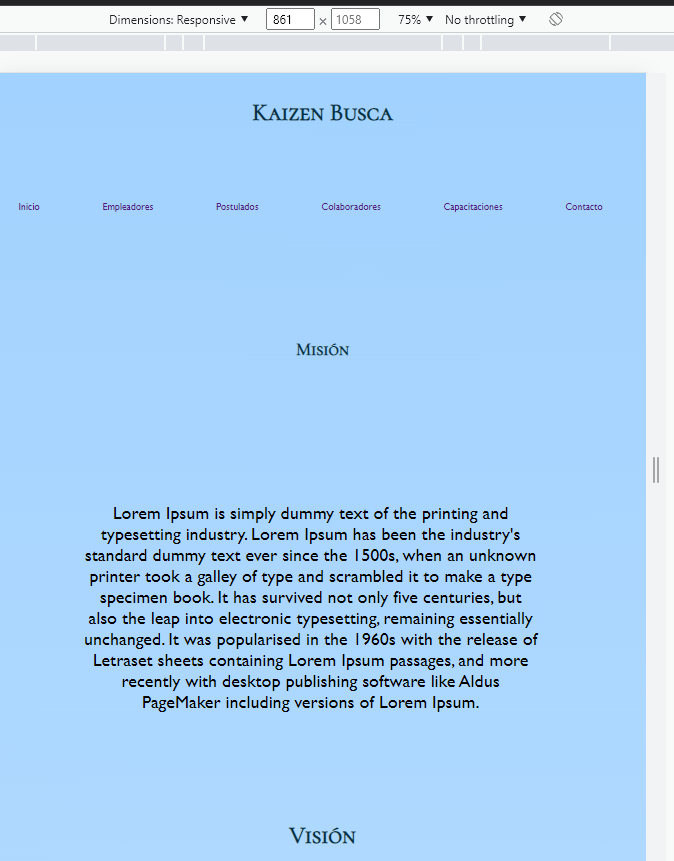 Dimensions: Responsive ▼ 861 × 1058 75% ▼ No throttling ▼
Kaizen Busca
Inicio Empleadores Postulados Colaboradores Capacitaciones Contacto
Misión
Lorem Ipsum is simply dummy text of the printing and
typesetting industry. Lorem Ipsum has been the industry's
standard dummy text ever since the 1500s, when an unknown
printer took a galley of type and scrambled it to make a type
specimen book. It has survived not only five centuries, but
also the leap into electronic typesetting, remaining essentially
unchanged. It was popularised in the 1960s with the release of
Letraset sheets containing Lorem Ipsum passages, and more
recently with desktop publishing software like Aldus
PageMaker including versions of Lorem Ipsum.
Visión